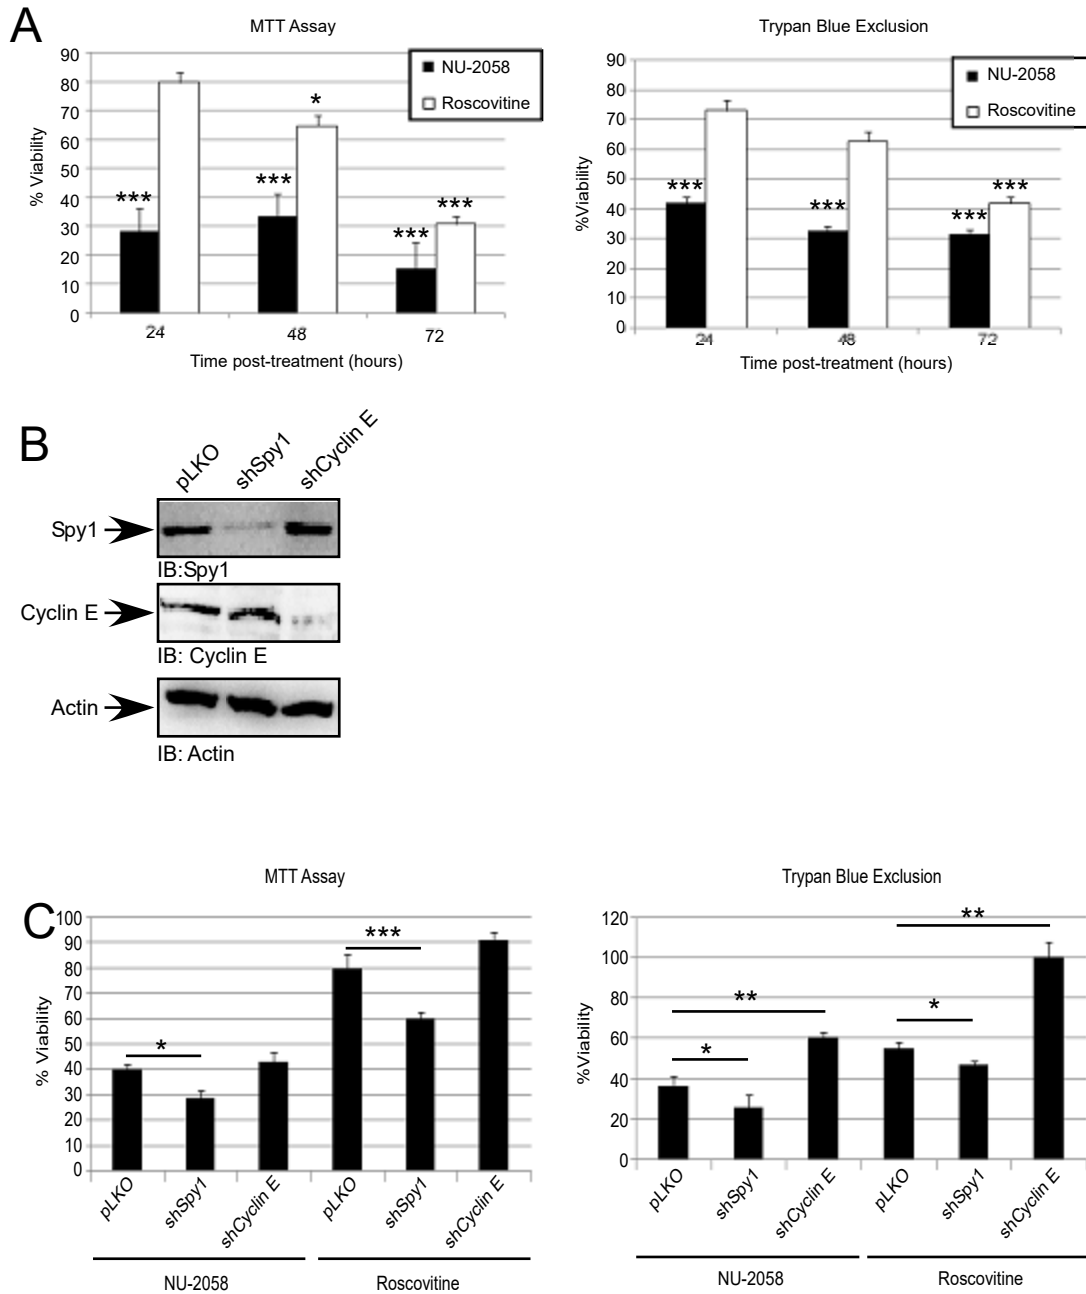 A
MTT Assay
% Viability
90
80
70
60
50
40
30
20
10
0
***
***
*
***
***
24
48
72
Time post-treatment (hours)
NU-2058
Roscovitine
Trypan Blue Exclusion
%Viability
90
80
70
60
50
40
30
20
10
0
***
***
***
***
24
48
72
Time post-treatment (hours)
NU-2058
Roscovitine
B
pLKO
shSpy1
shCyclin E
Spy1
IB:Spy1
Cyclin E
IB: Cyclin E
Actin
IB: Actin
C
MTT Assay
% Viability
100
90
80
70
60
50
40
30
20
10
0
*
***
pLKO
shSpy1
shCyclin E
pLKO
shSpy1
shCyclin E
NU-2058
Roscovitine
Trypan Blue Exclusion
%Viability
120
100
80
60
40
20
0
*
**
*
**
pLKO
shSpy1
shCyclin E
pLKO
shSpy1
shCyclin E
NU-2058
Roscovitine